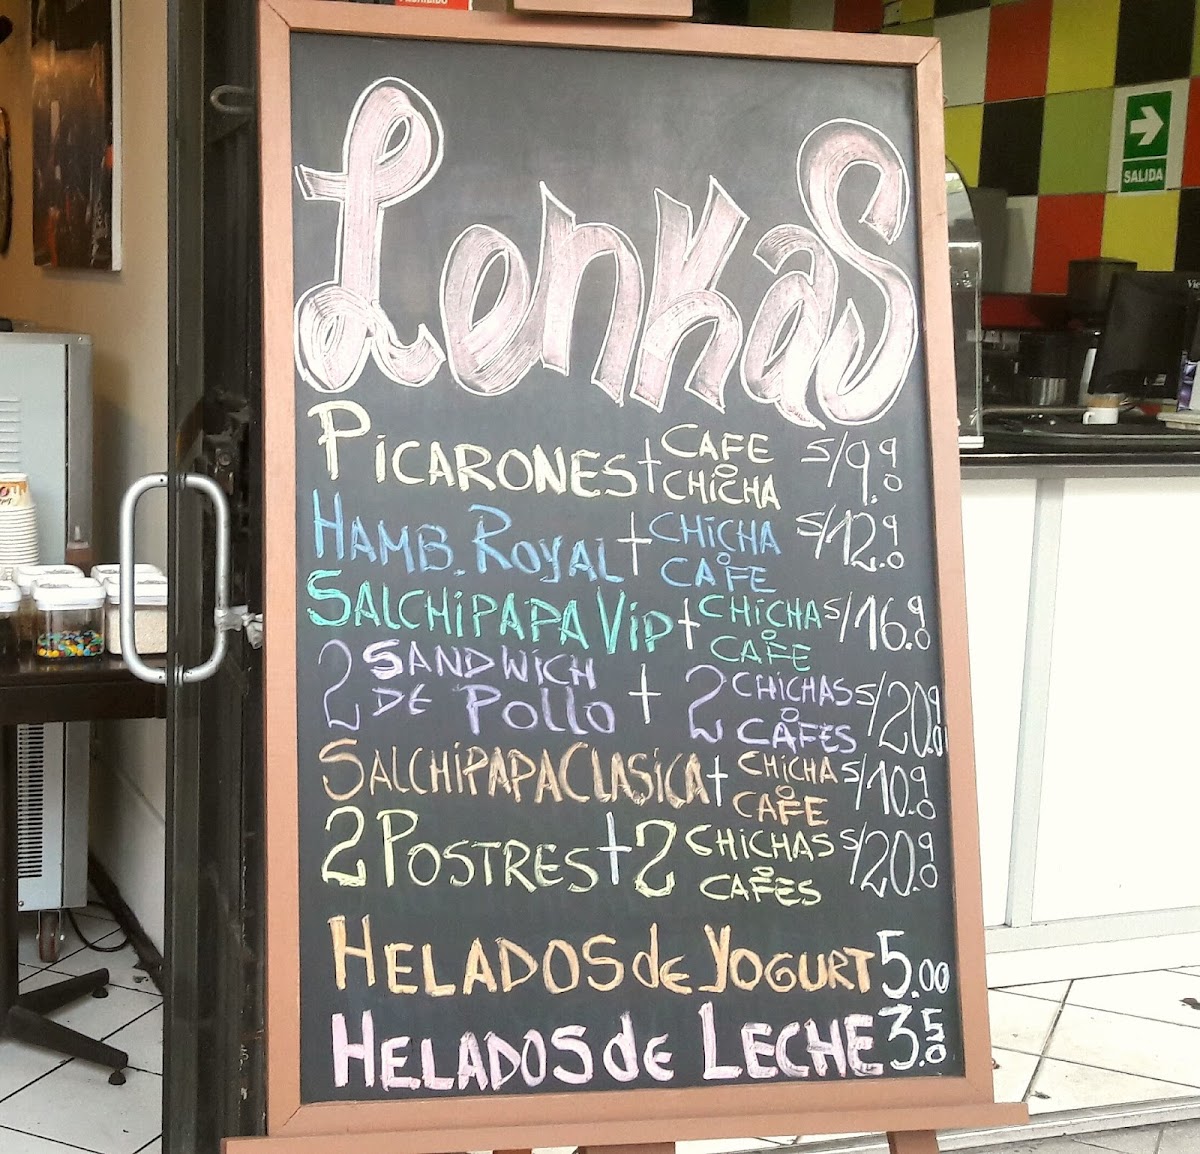 Lenkas
PICARONES + CAFE o CHICHA S/9.90
HAMB. ROYAL + CHICHA o CAFE S/12.90
SALCHIPAPA VIP + CHICHA o CAFE S/16.90
2 SANDWICH DE POLLO + 2 CHICHAS o CAFES S/20.90
SALCHIPAPA CLASICA + CHICHA o CAFE S/10.90
2 POSTRES + 2 CHICHAS o CAFES S/20.90
HELADOS de YOGURT 5.00
HELADOS de LECHE 3.50
SALIDA